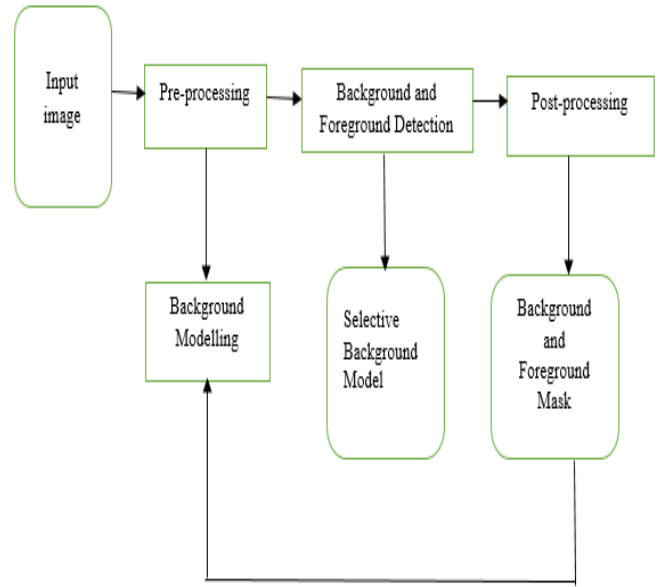 Input
image
Pre-processing
Background and
Foreground Detection
Post-processing
Background
Modelling
Selective
Background
Model
Background
and
Foreground
Mask